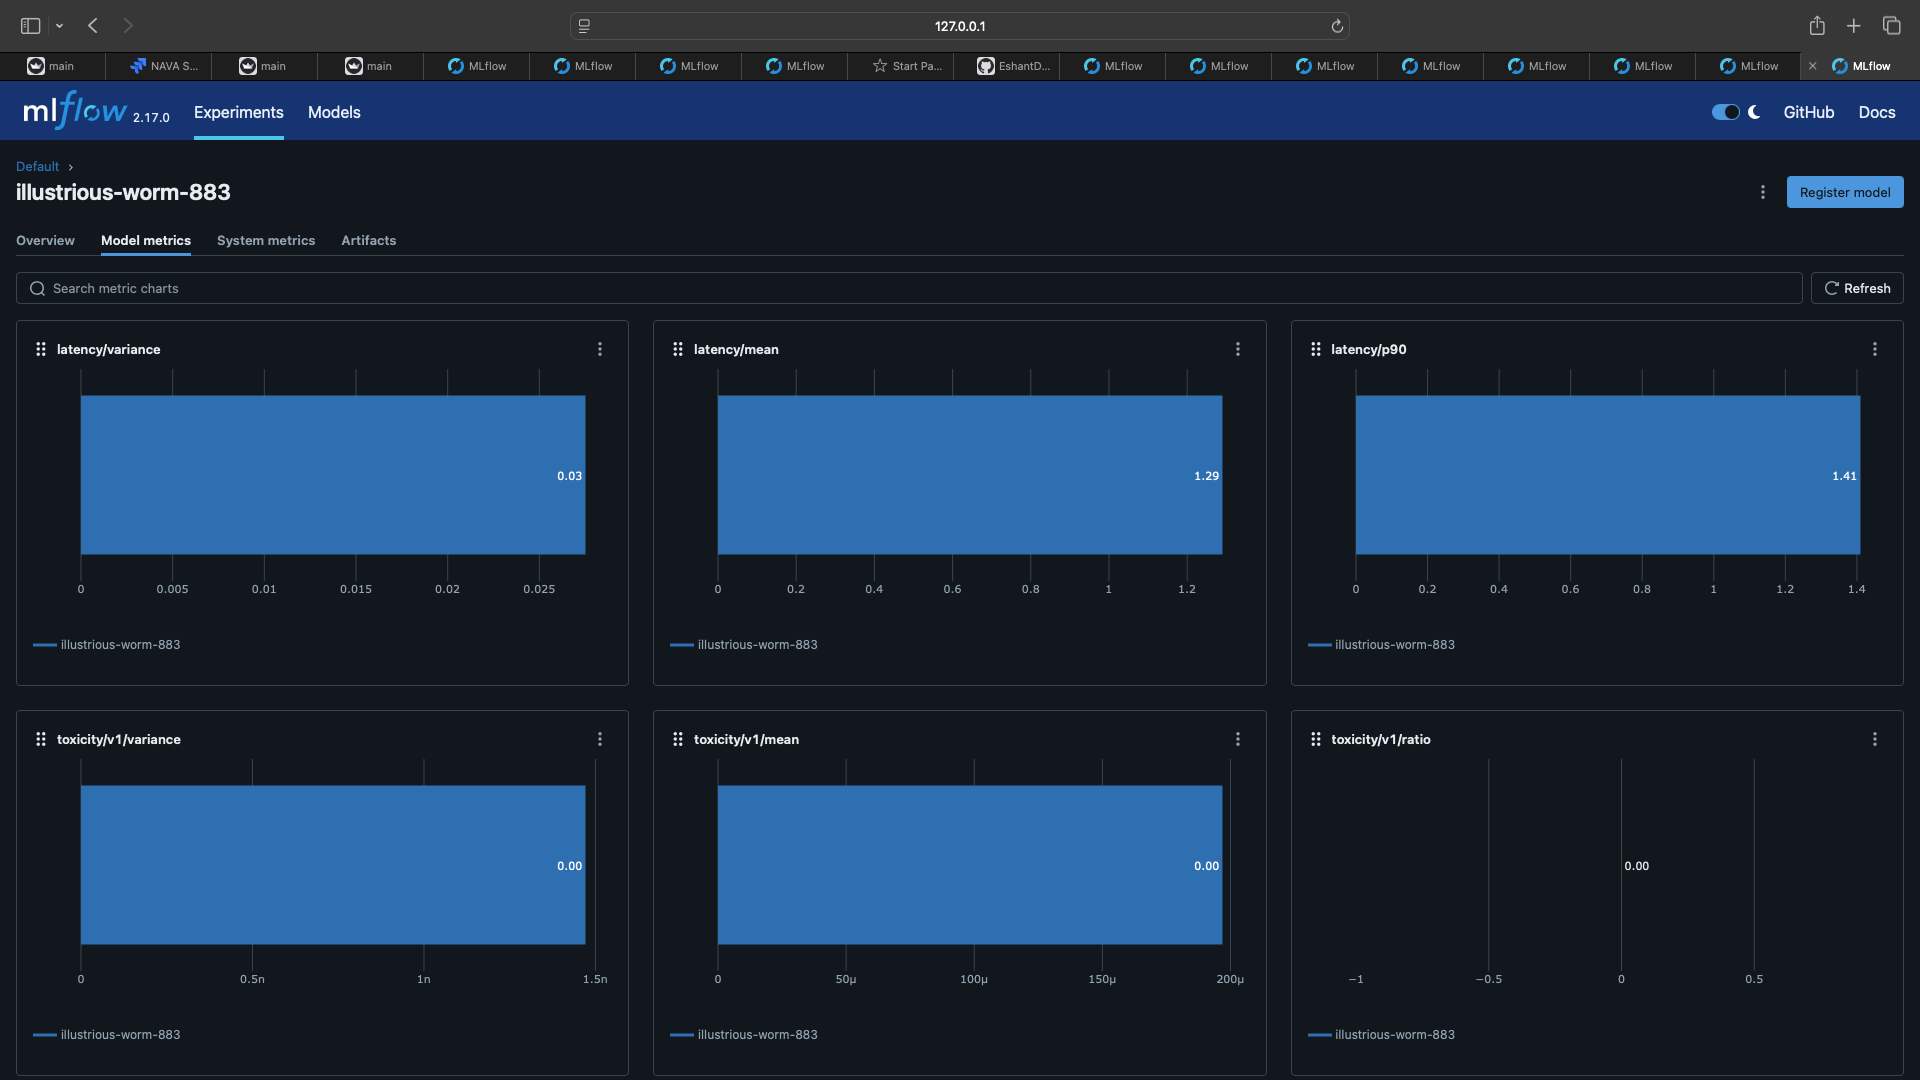 127.0.0.1
main
NAVA S...
main
main
MLflow
MLflow
MLflow
MLflow
Start Pa...
EshantD...
MLflow
MLflow
MLflow
MLflow
MLflow
MLflow
MLflow
MLflow
mlflow 2.17.0 Experiments Models GitHub Docs
Default
illustrious-worm-883
Register model
Overview Model metrics System metrics Artifacts
Search metric charts
Refresh
latency/variance
0.03
0 0.005 0.01 0.015 0.02 0.025
illustrious-worm-883
latency/mean
1.29
0 0.2 0.4 0.6 0.8 1 1.2
illustrious-worm-883
latency/p90
1.41
0 0.2 0.4 0.6 0.8 1 1.2 1.4
illustrious-worm-883
toxicity/v1/variance
0.00
0 0.5n 1n 1.5n
illustrious-worm-883
toxicity/v1/mean
0.00
0 50μ 100μ 150μ 200μ
illustrious-worm-883
toxicity/v1/ratio
0.00
−1 −0.5 0 0.5
illustrious-worm-883